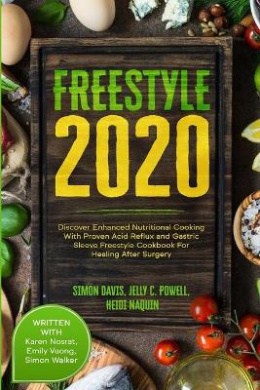 FREESTYLE
2020
Discover Enhanced Nutritional Cooking
With Proven Acid Reflux and Gastric
Sleeve Freestyle Cookbook For
Healing After Surgery
SIMON DAVIS, JELLY C. POWELL,
HEIDI NAQUIN
WRITTEN
WITH
Karen Nosrat,
Emily Vuong,
Simon Walker